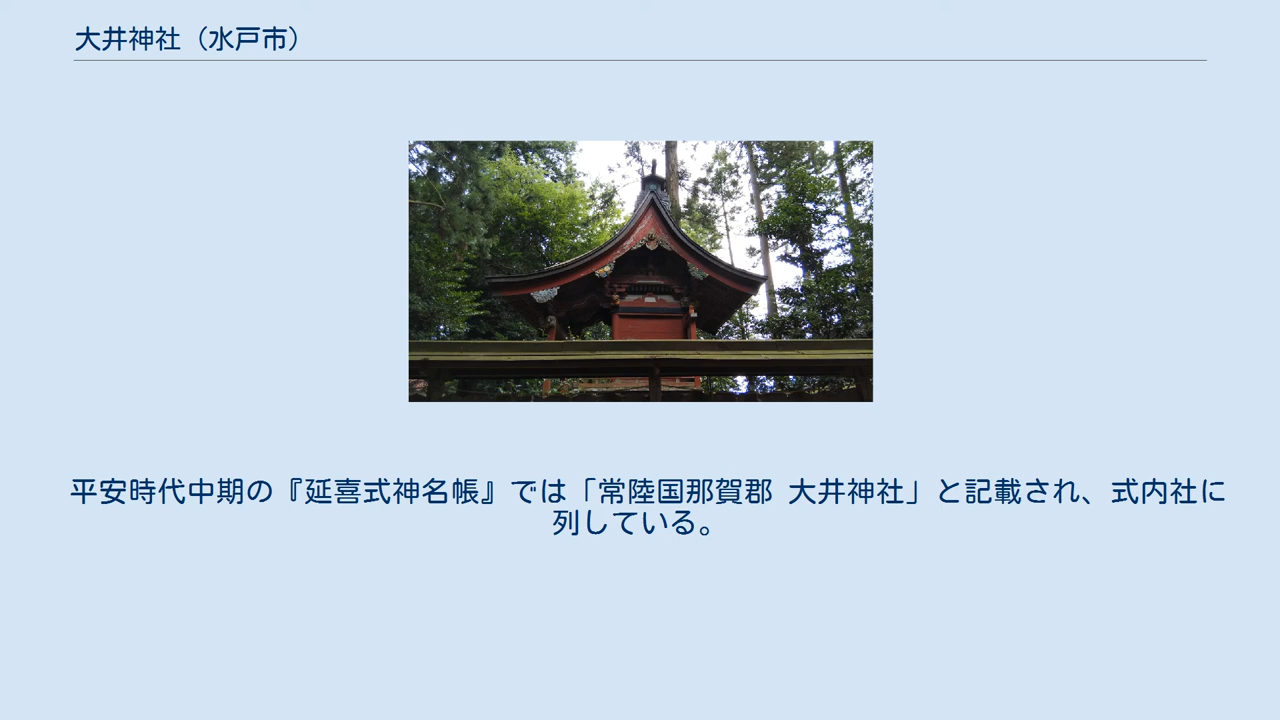 大井神社（水戸市）
平安時代中期の『延喜式神名帳』では「常陸国那賀郡 大井神社」と記載され、式内社に
列している。